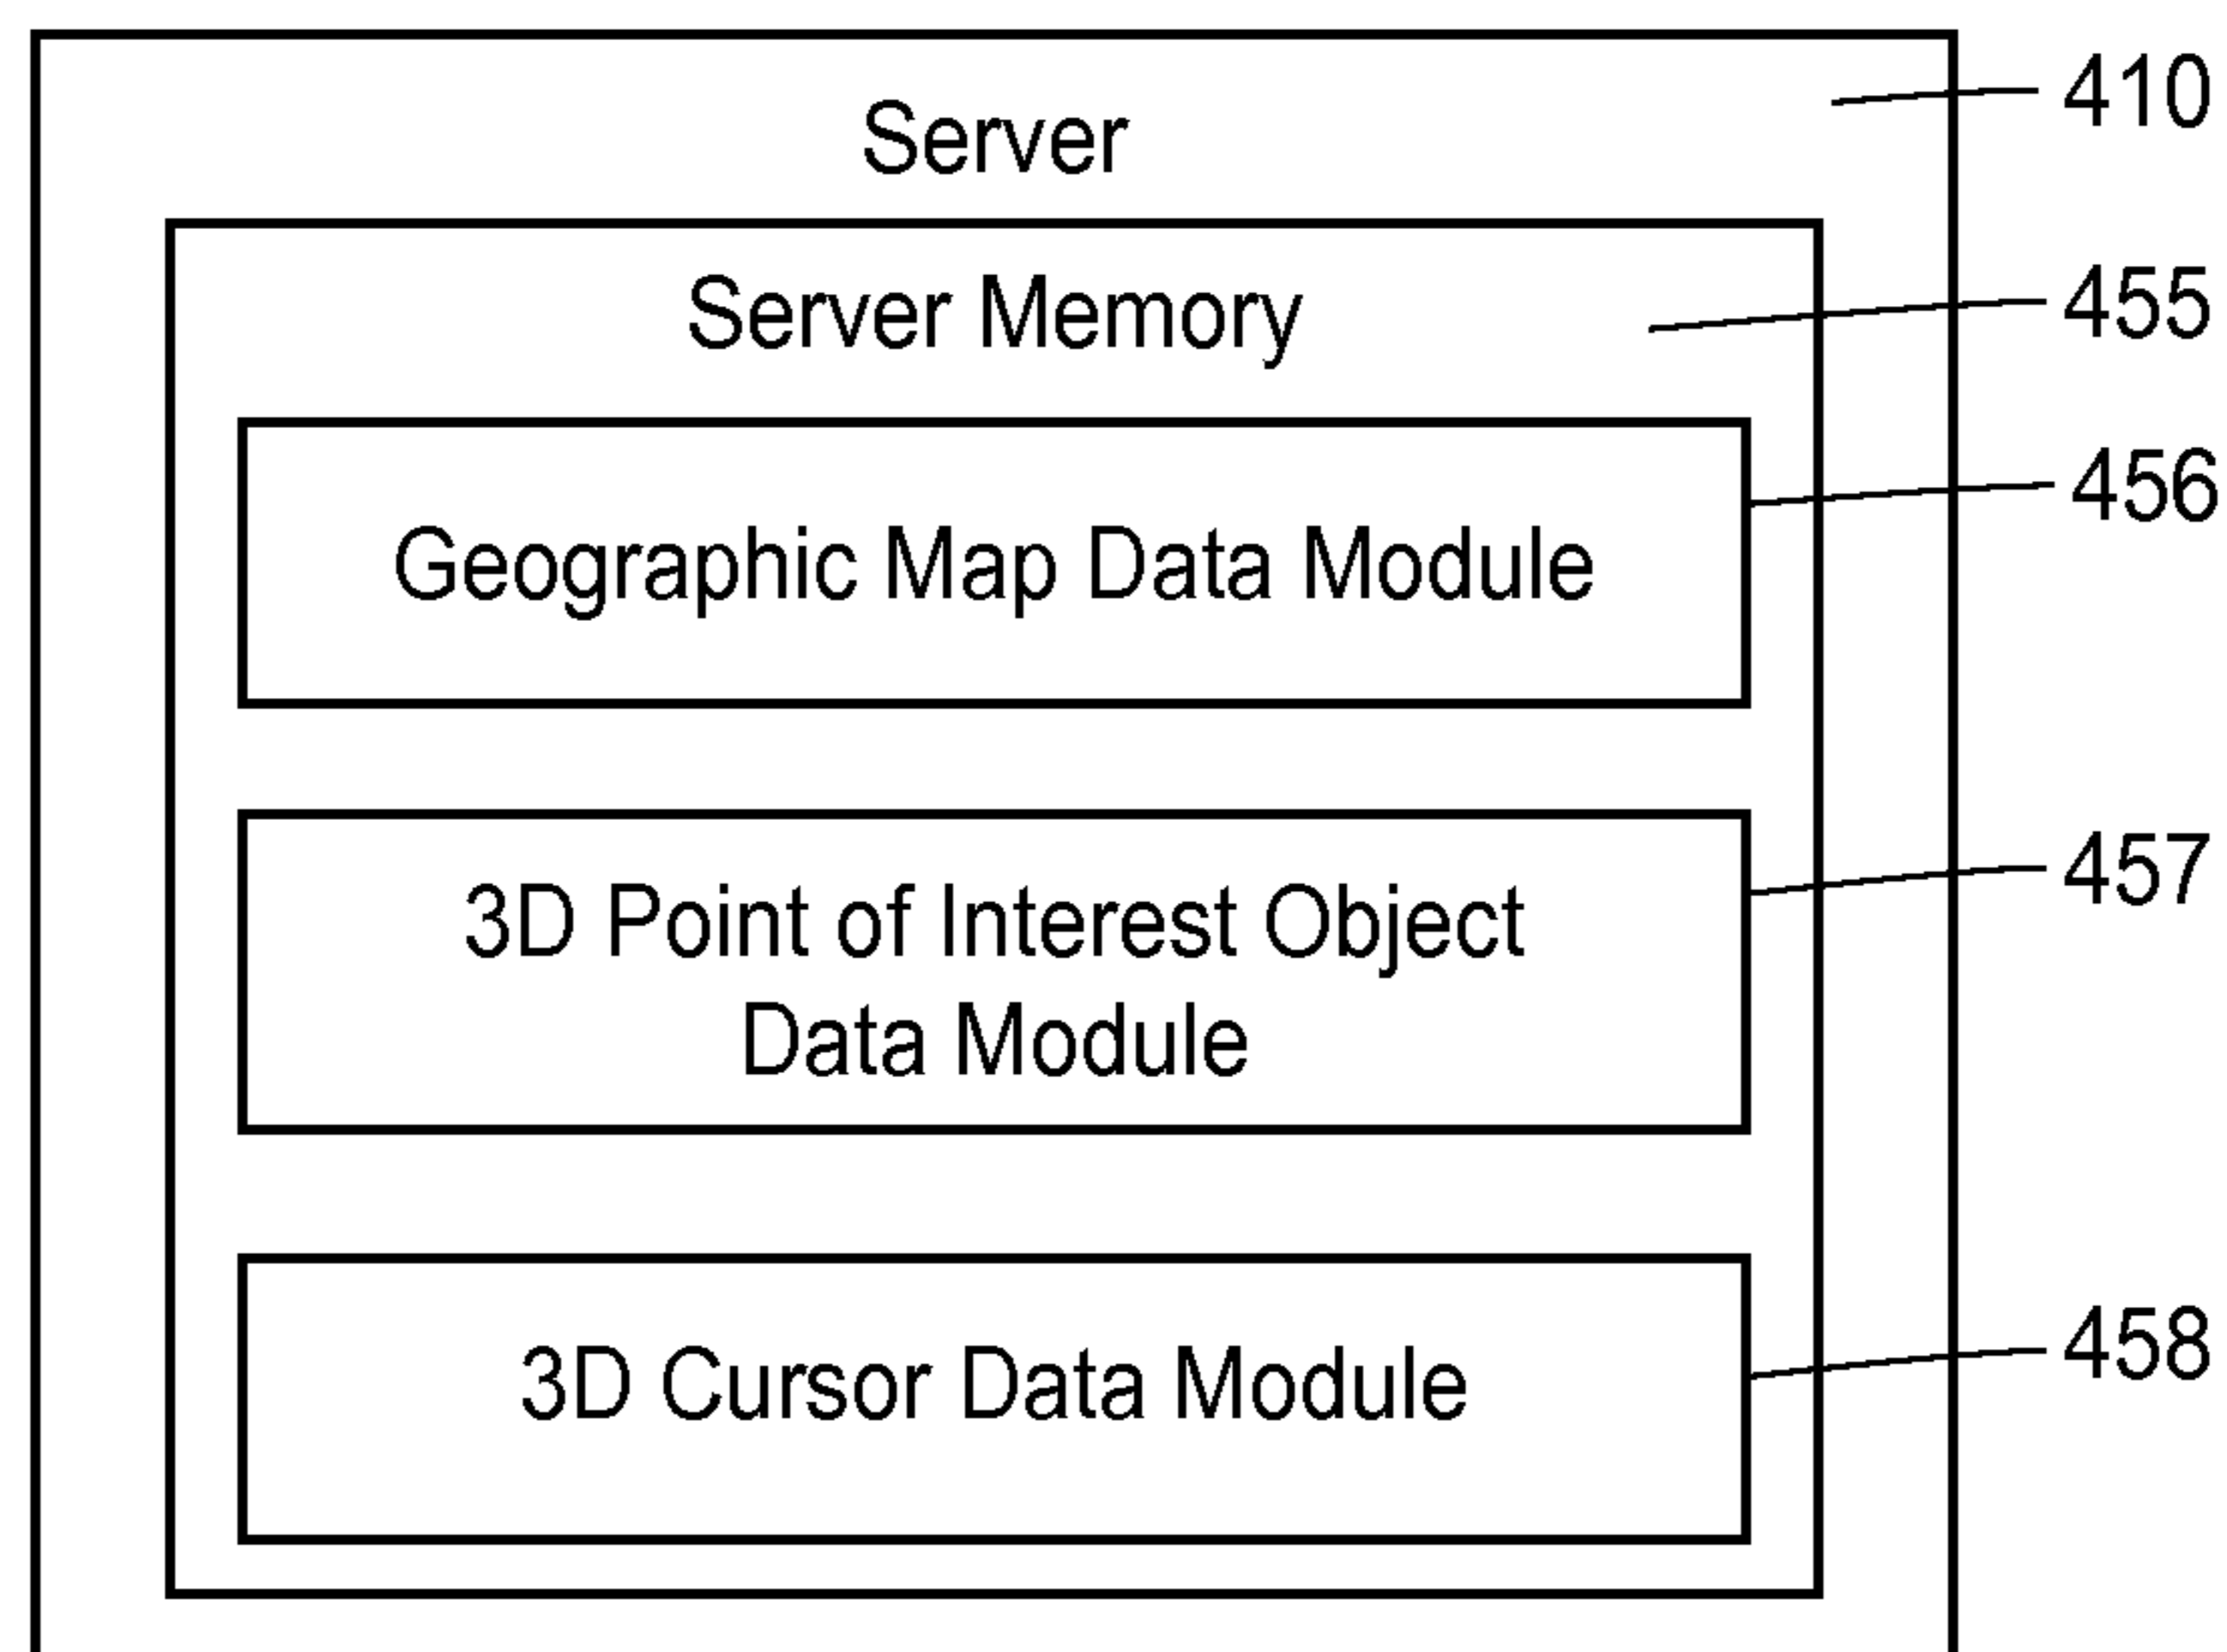 Server
410
Server Memory
455
456
Geographic Map Data Module
457
3D Point of Interest Object
Data Module
458
3D Cursor Data Module